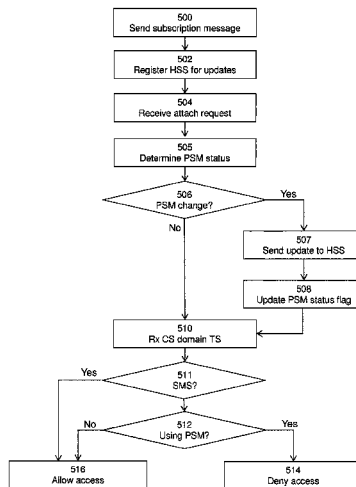 500
Send subscription message
502
Register HSS for updates
504
Receive attach request
505
Determine PSM status
506
PSM change?
Yes
No
507
Send update to HSS
508
Update PSM status flag
510
Rx CS domain TS
511
SMS?
Yes
512
Using PSM?
No
Yes
516
Allow access
514
Deny access